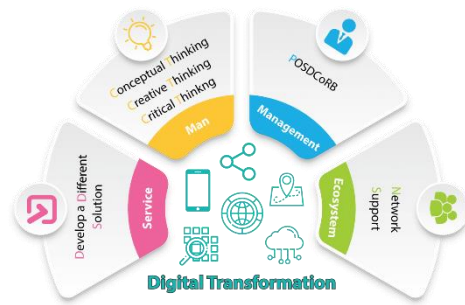 Conceptual Thinking
Creative Thinking
Critical Thinkng
Man
POSDCoRB
Management
Develop a Different
Solution
Service
Network
Support
Ecosystem
Digital Transformation